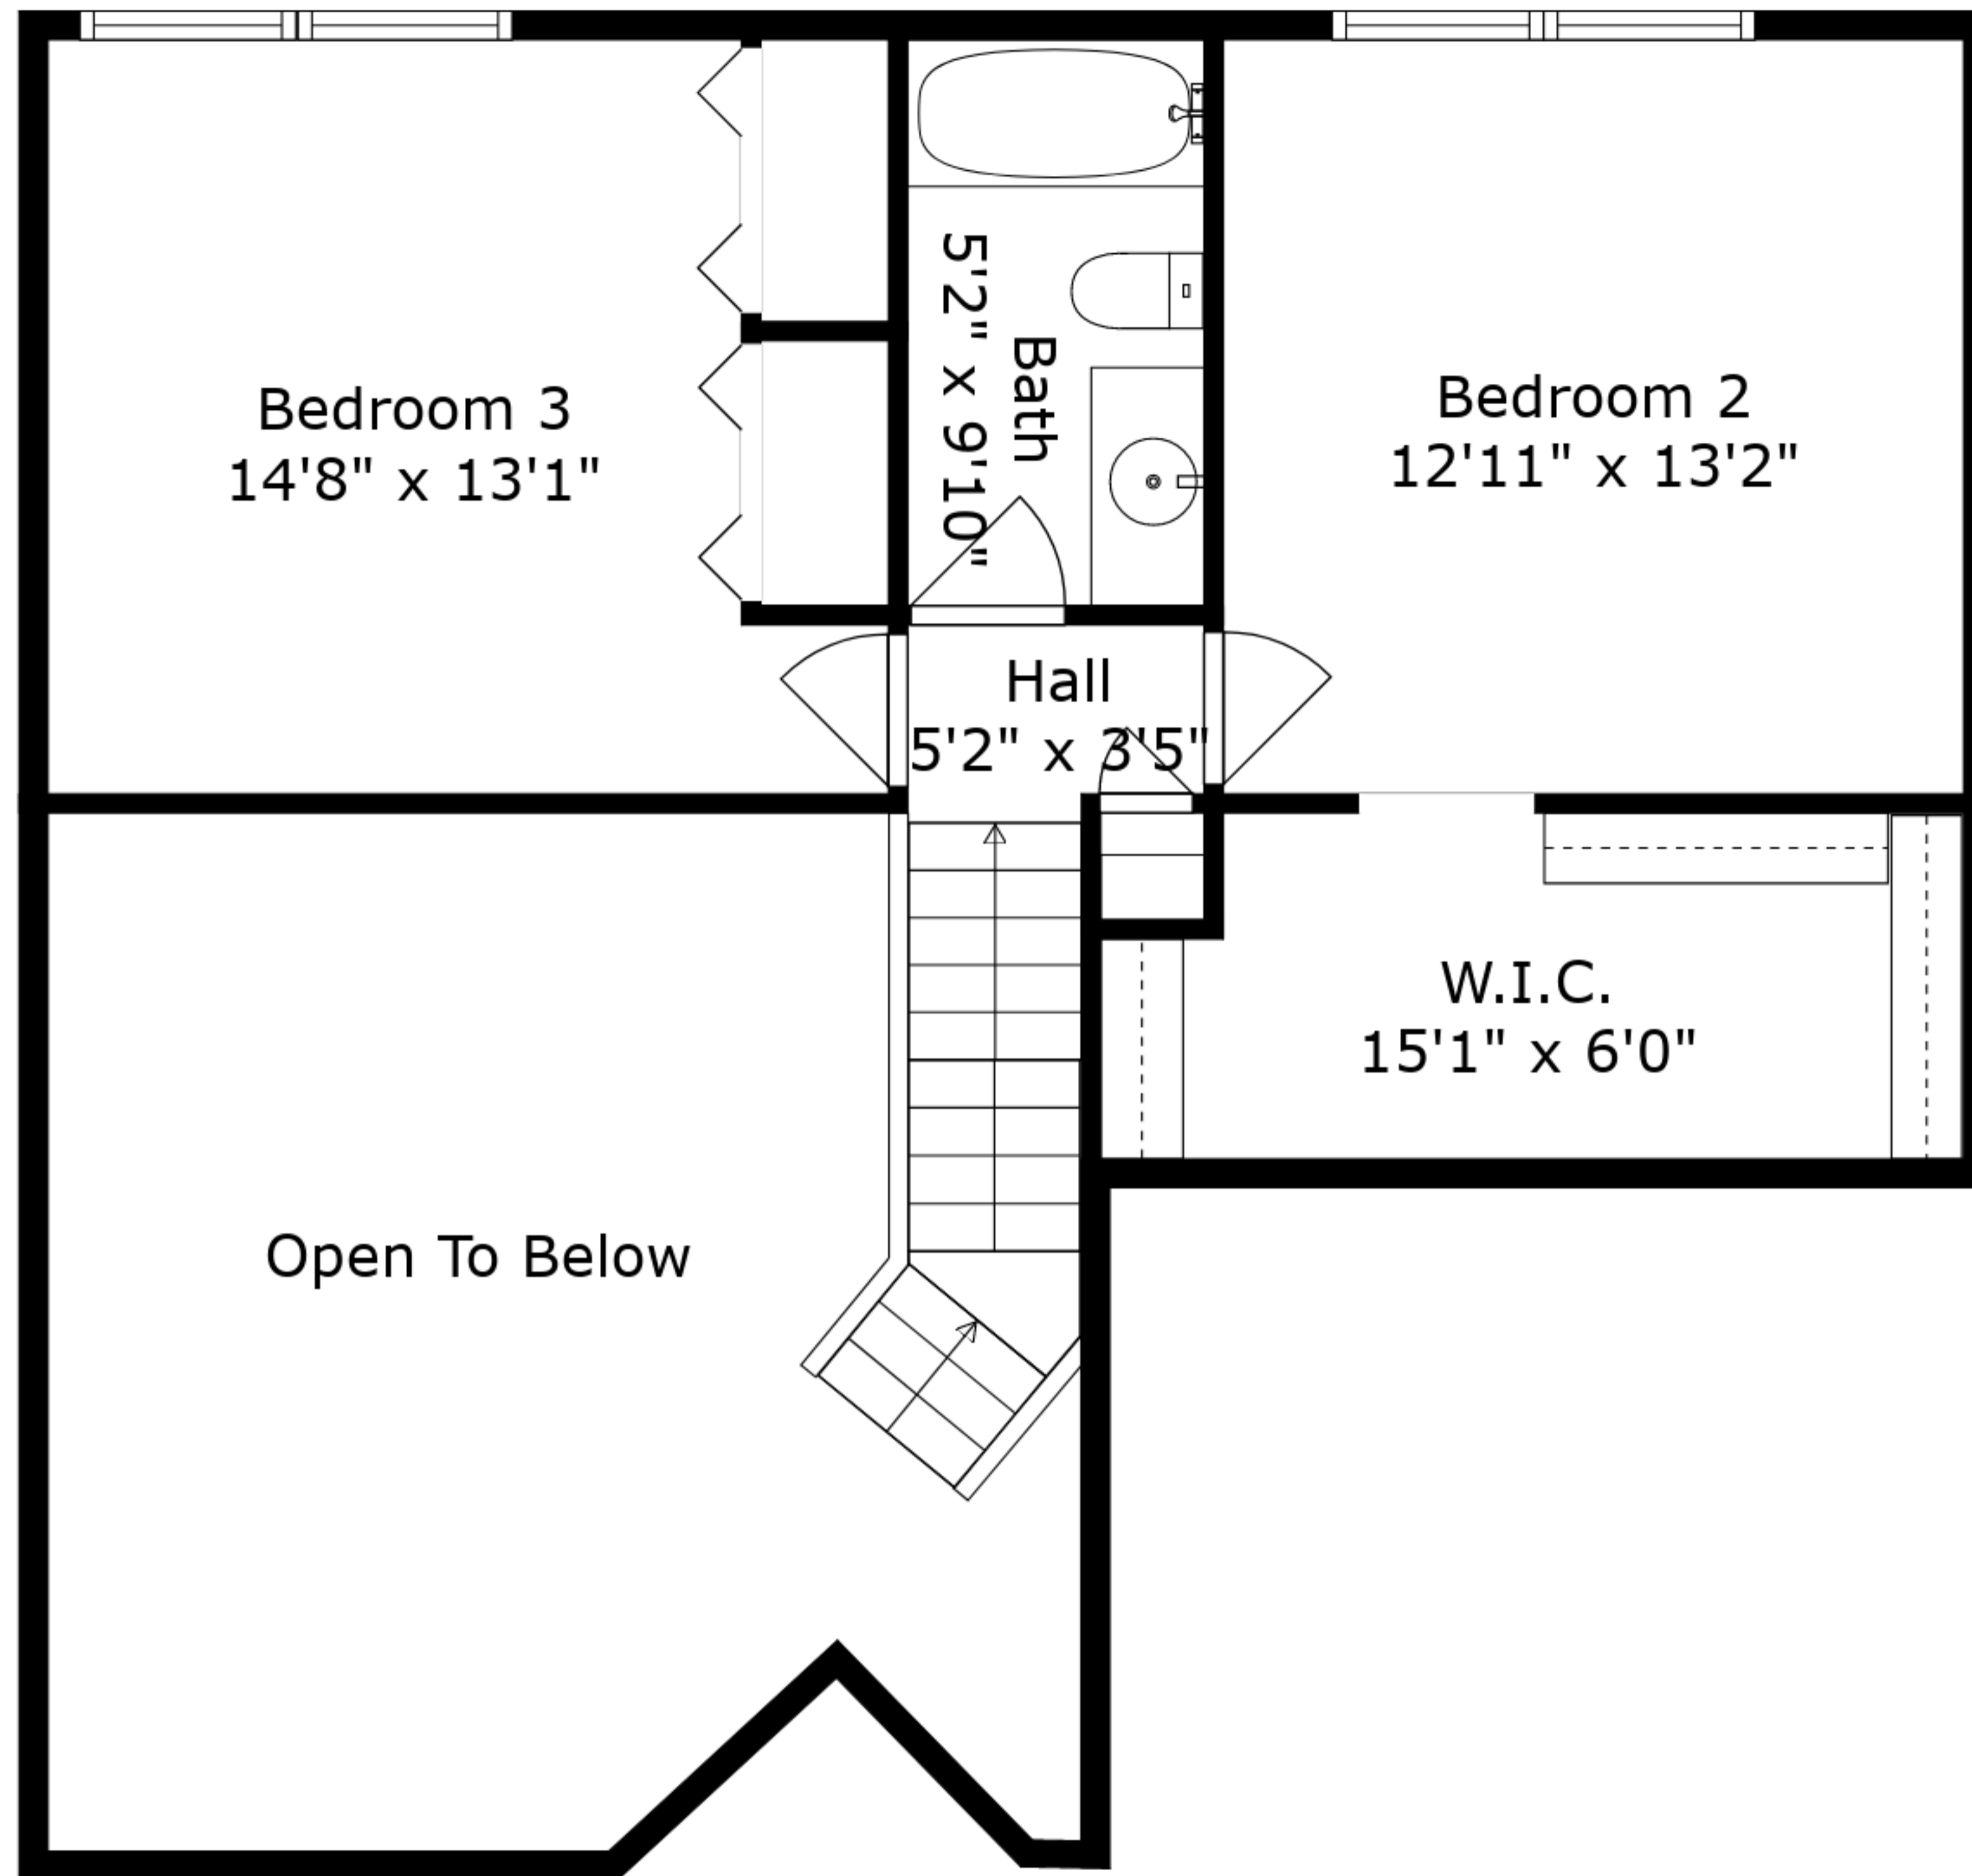 Bedroom 3
14'8" x 13'1"
Bath
5'2" x 9'10"
Bedroom 2
12'11" x 13'2"
Hall
5'2" x 3'5"
W.I.C.
15'1" x 6'0"
Open To Below